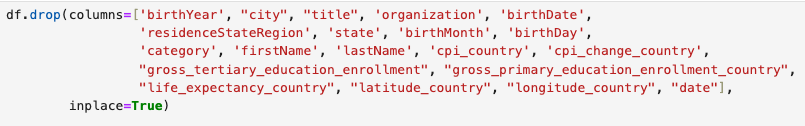 df.drop(columns=['birthYear', "city", "title", 'organization', 'birthDate',
'residenceStateRegion', 'state', 'birthMonth', 'birthDay',
'category', 'firstName', 'lastName', 'cpi_country', 'cpi_change_country',
"gross_tertiary_education_enrollment", "gross_primary_education_enrollment_country",
"life_expectancy_country", "latitude_country", "longitude_country", "date"],
inplace=True)